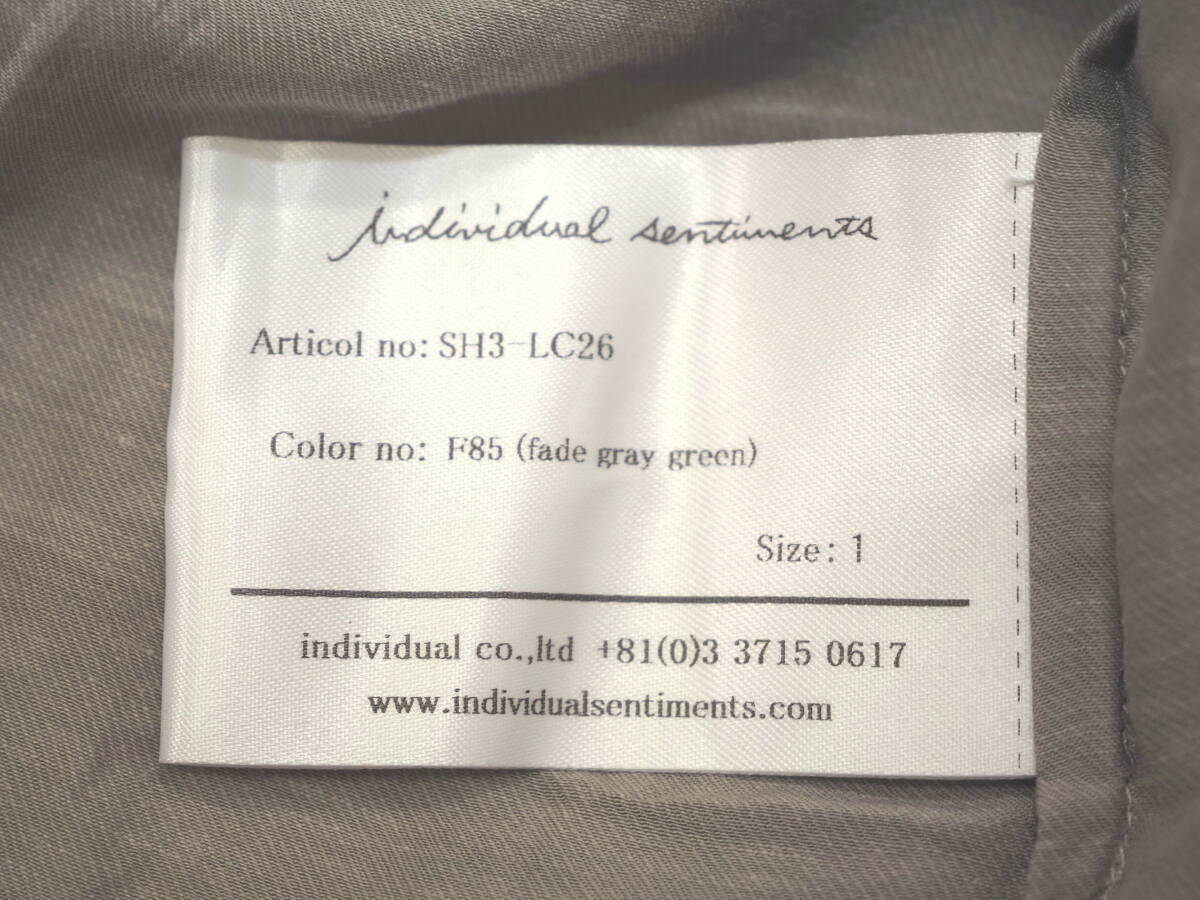 individual sentiments
Articol no: SH3-LC26
Color no: F85 (fade gray green)
Size: 1
individual co.,ltd +81(0)3 3715 0617
www.individualsentiments.com